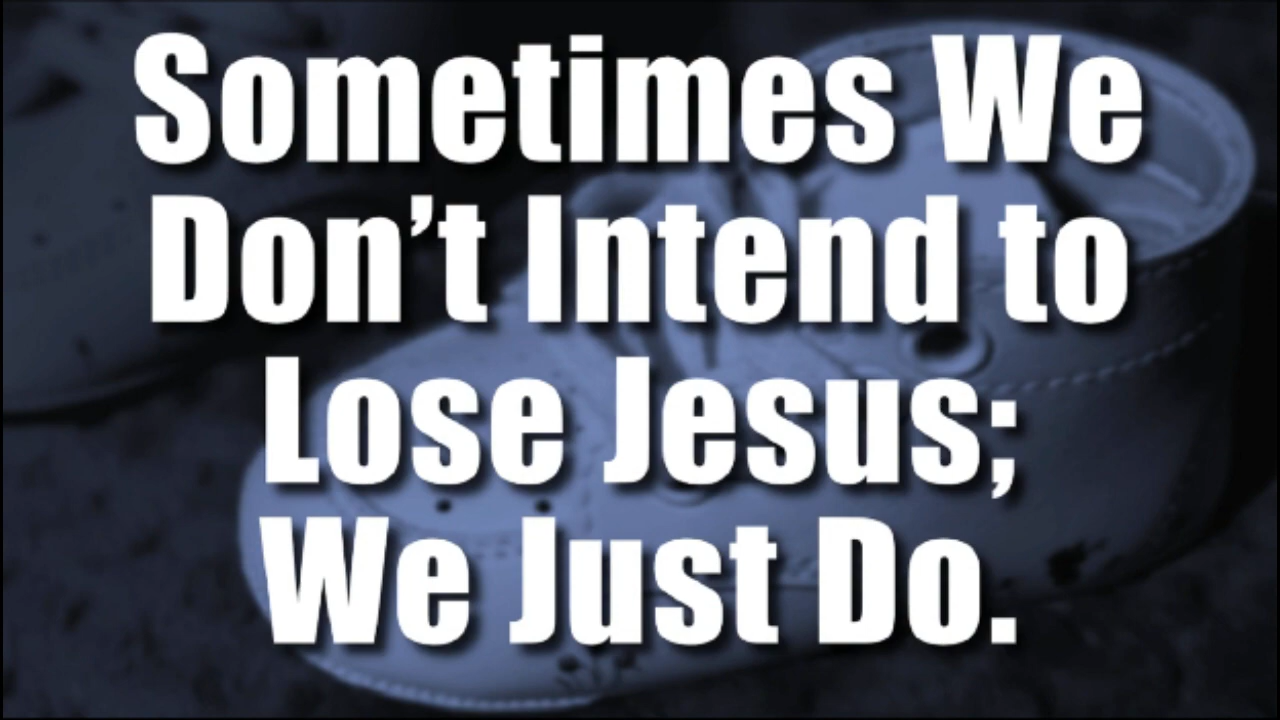 Sometimes We
Don’t Intend to
Lose Jesus;
We Just Do.